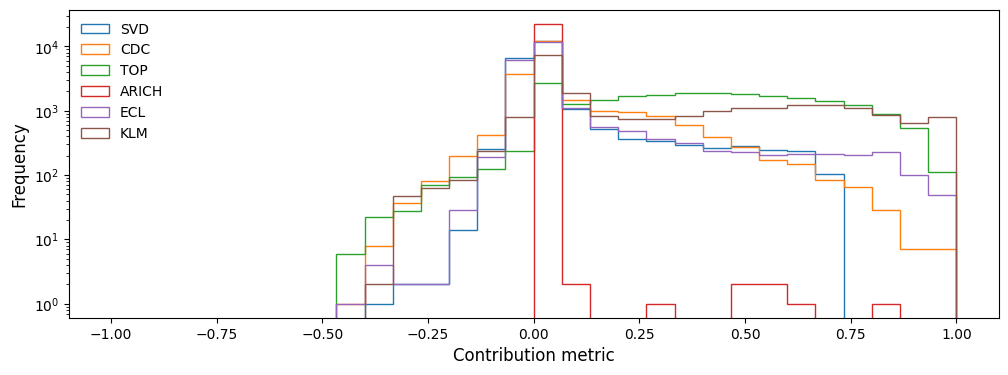 SVD
CDC
TOP
ARICH
ECL
KLM
Frequency
10^4
10^3
10^2
10^1
10^0
−1.00 −0.75 −0.50 −0.25 0.00 0.25 0.50 0.75 1.00
Contribution metric